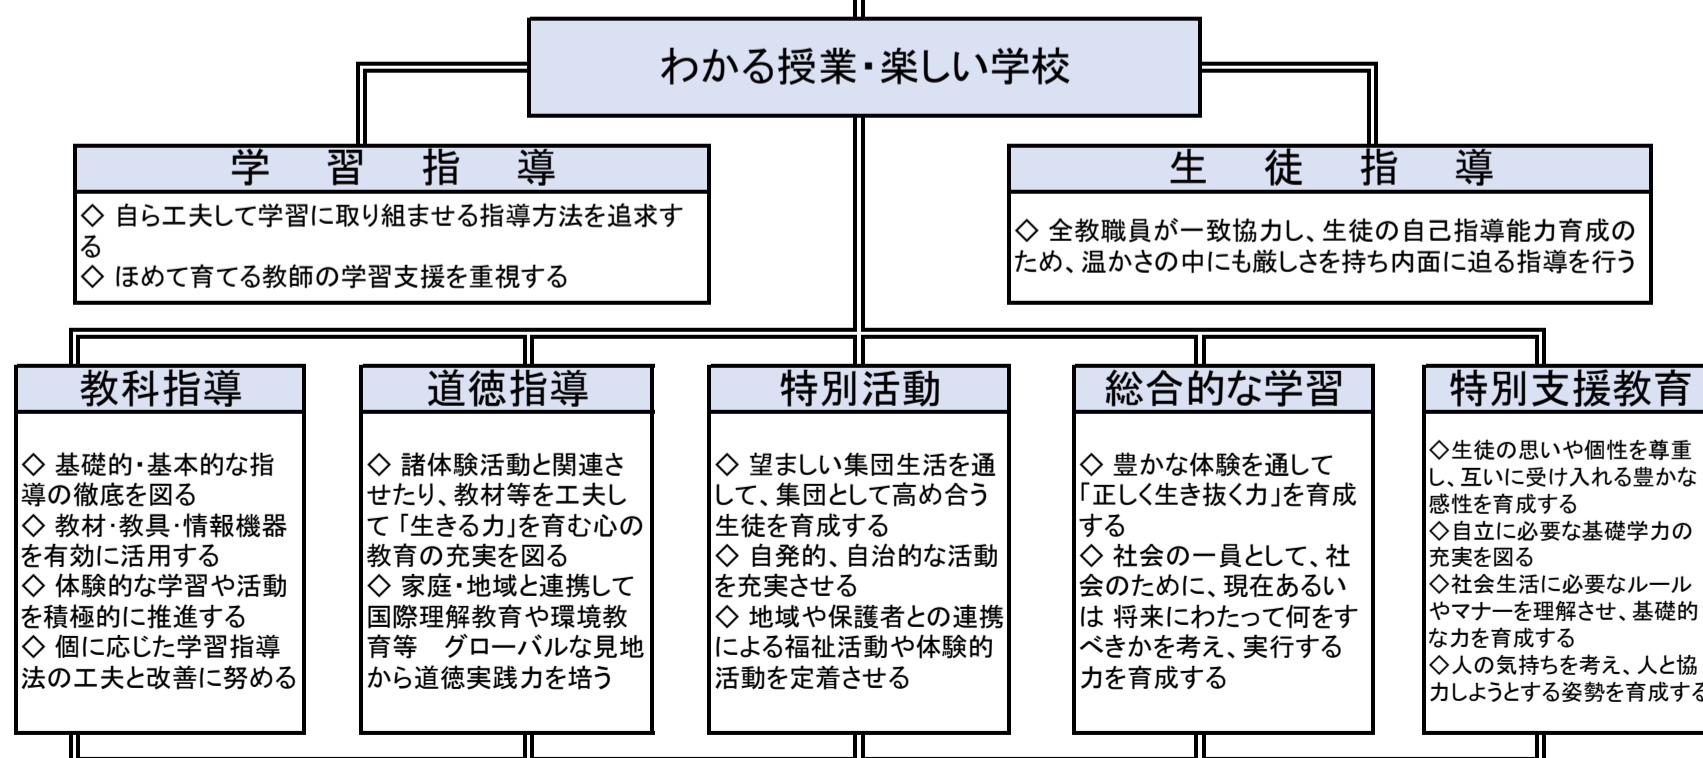 わかる授業・楽しい学校
学習指導
◇ 自ら工夫して学習に取り組ませる指導方法を追求す
る
◇ ほめて育てる教師の学習支援を重視する
生徒指導
◇ 全教職員が一致協力し、生徒の自己指導能力育成の
ため、温かさの中にも厳しさを持ち内面に迫る指導を行う
教科指導
◇ 基礎的・基本的な指
導の徹底を図る
◇ 教材・教具・情報機器
を有効に活用する
◇ 体験的な学習や活動
を積極的に推進する
◇ 個に応じた学習指導
法の工夫と改善に努める
道徳指導
◇ 諸体験活動と関連さ
せたり、教材等を工夫し
て「生きる力」を育む心の
教育の充実を図る
◇ 家庭・地域と連携して
国際理解教育や環境教
育等　グローバルな見地
から道徳実践力を培う
特別活動
◇ 望ましい集団生活を通
して、集団として高め合う
生徒を育成する
◇ 自発的、自治的な活動
を充実させる
◇ 地域や保護者との連携
による福祉活動や体験的
活動を定着させる
総合的な学習
◇ 豊かな体験を通して
「正しく生き抜く力」を育成
する
◇ 社会の一員として、社
会のために、現在あるい
は 将来にわたって何をす
べきかを考え、実行する
力を育成する
特別支援教育
◇生徒の思いや個性を尊重
し、互いに受け入れる豊かな
感性を育成する
◇自立に必要な基礎学力の
充実を図る
◇社会生活に必要なルール
やマナーを理解させ、基礎的
な力を育成する
◇人の気持ちを考え、人と協
力しようとする姿勢を育成する